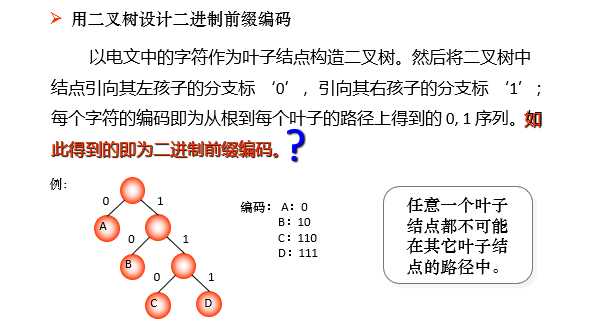 ➢ 用二叉树设计二进制前缀编码
以电文中的字符作为叶子结点构造二叉树。然后将二叉树中
结点引向其左孩子的分支标 ‘0’，引向其右孩子的分支标 ‘1’；
每个字符的编码即为从根到每个叶子的路径上得到的 0, 1 序列。如
此得到的即为二进制前缀编码。?
例:
0 1
A
0 1
B
0 1
C D
编码: A: 0
B: 10
C: 110
D: 111
任意一个叶子
结点都不可能
在其它叶子结
点的路径中。